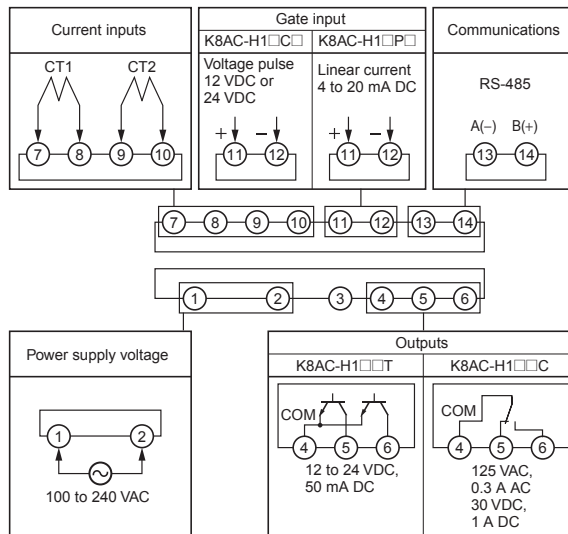 Current inputs
CT1 CT2
7 8 9 10
Gate input
K8AC-H1□C□
Voltage pulse
12 VDC or
24 VDC
+ −
11 12
K8AC-H1□P□
Linear current
4 to 20 mA DC
+ −
11 12
Communications
RS-485
A(−) B(+)
13 14
7 8 9 10 11 12 13 14
1 2 3 4 5 6
Power supply voltage
1 2
100 to 240 VAC
Outputs
K8AC-H1□□T
COM
4 5 6
12 to 24 VDC,
50 mA DC
K8AC-H1□□C
COM
4 5 6
125 VAC,
0.3 A AC
30 VDC,
1 A DC